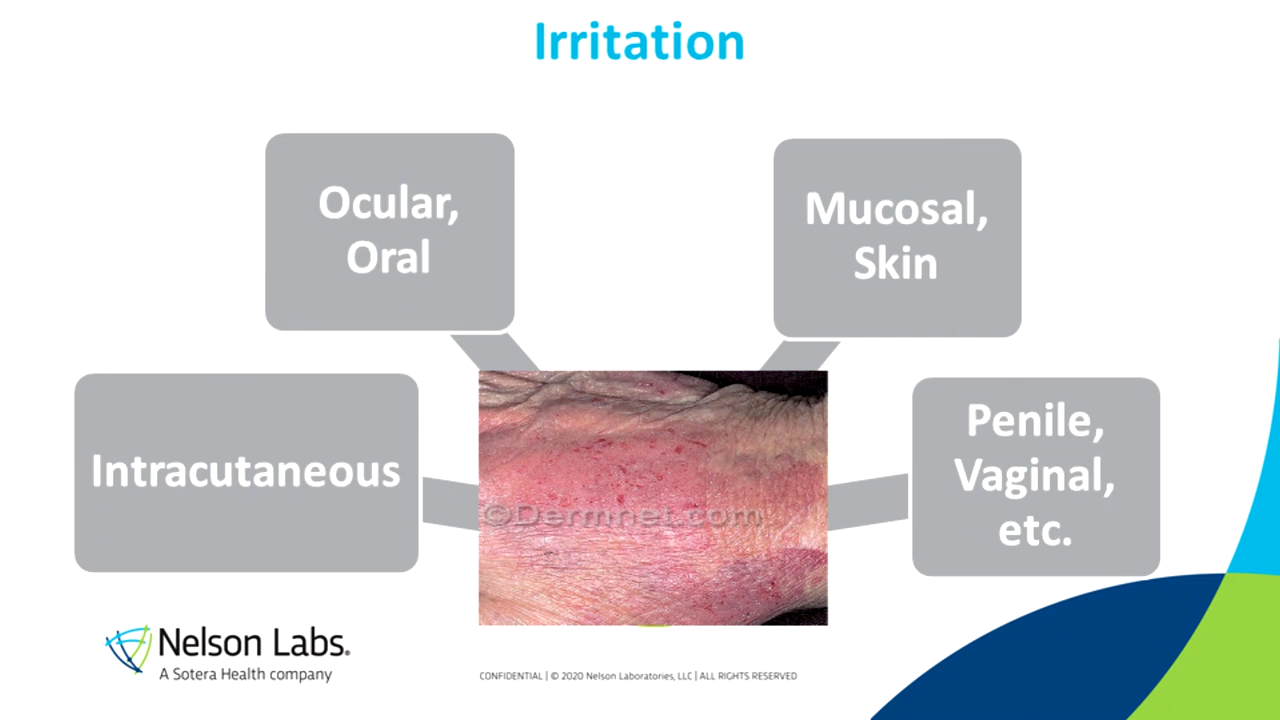 Irritation
Ocular,
Oral
Mucosal,
Skin
Intracutaneous
Penile,
Vaginal,
etc.
©Dermnet.com
Nelson Labs®
A Sotera Health company
CONFIDENTIAL | © 2020 Nelson Laboratories, LLC | ALL RIGHTS RESERVED